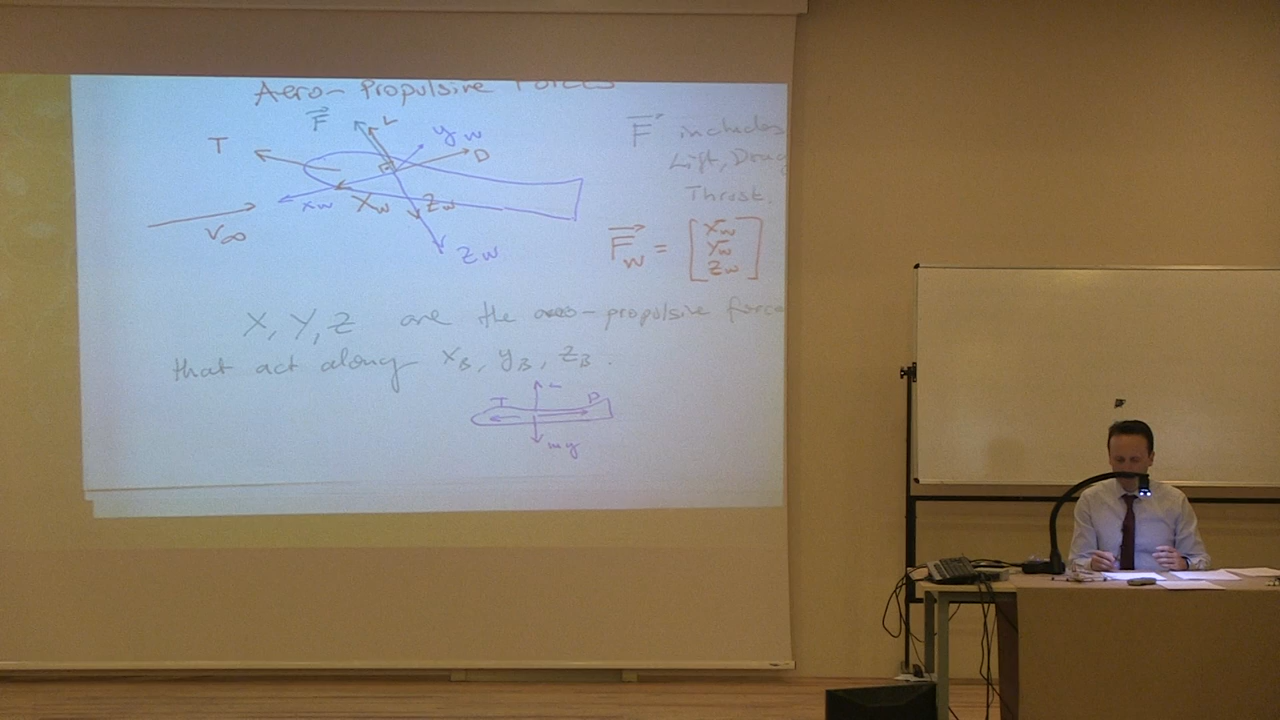 Aero-Propulsive Forces
F L y w
T D
x w X w Z w
V∞
z w
F includes
Lift, Drag
Thrust.
F w = [ X w
Y w
Z w ]
X, Y, Z are the aero-propulsive force
that act along x B, y B, z B.
T L D
mg